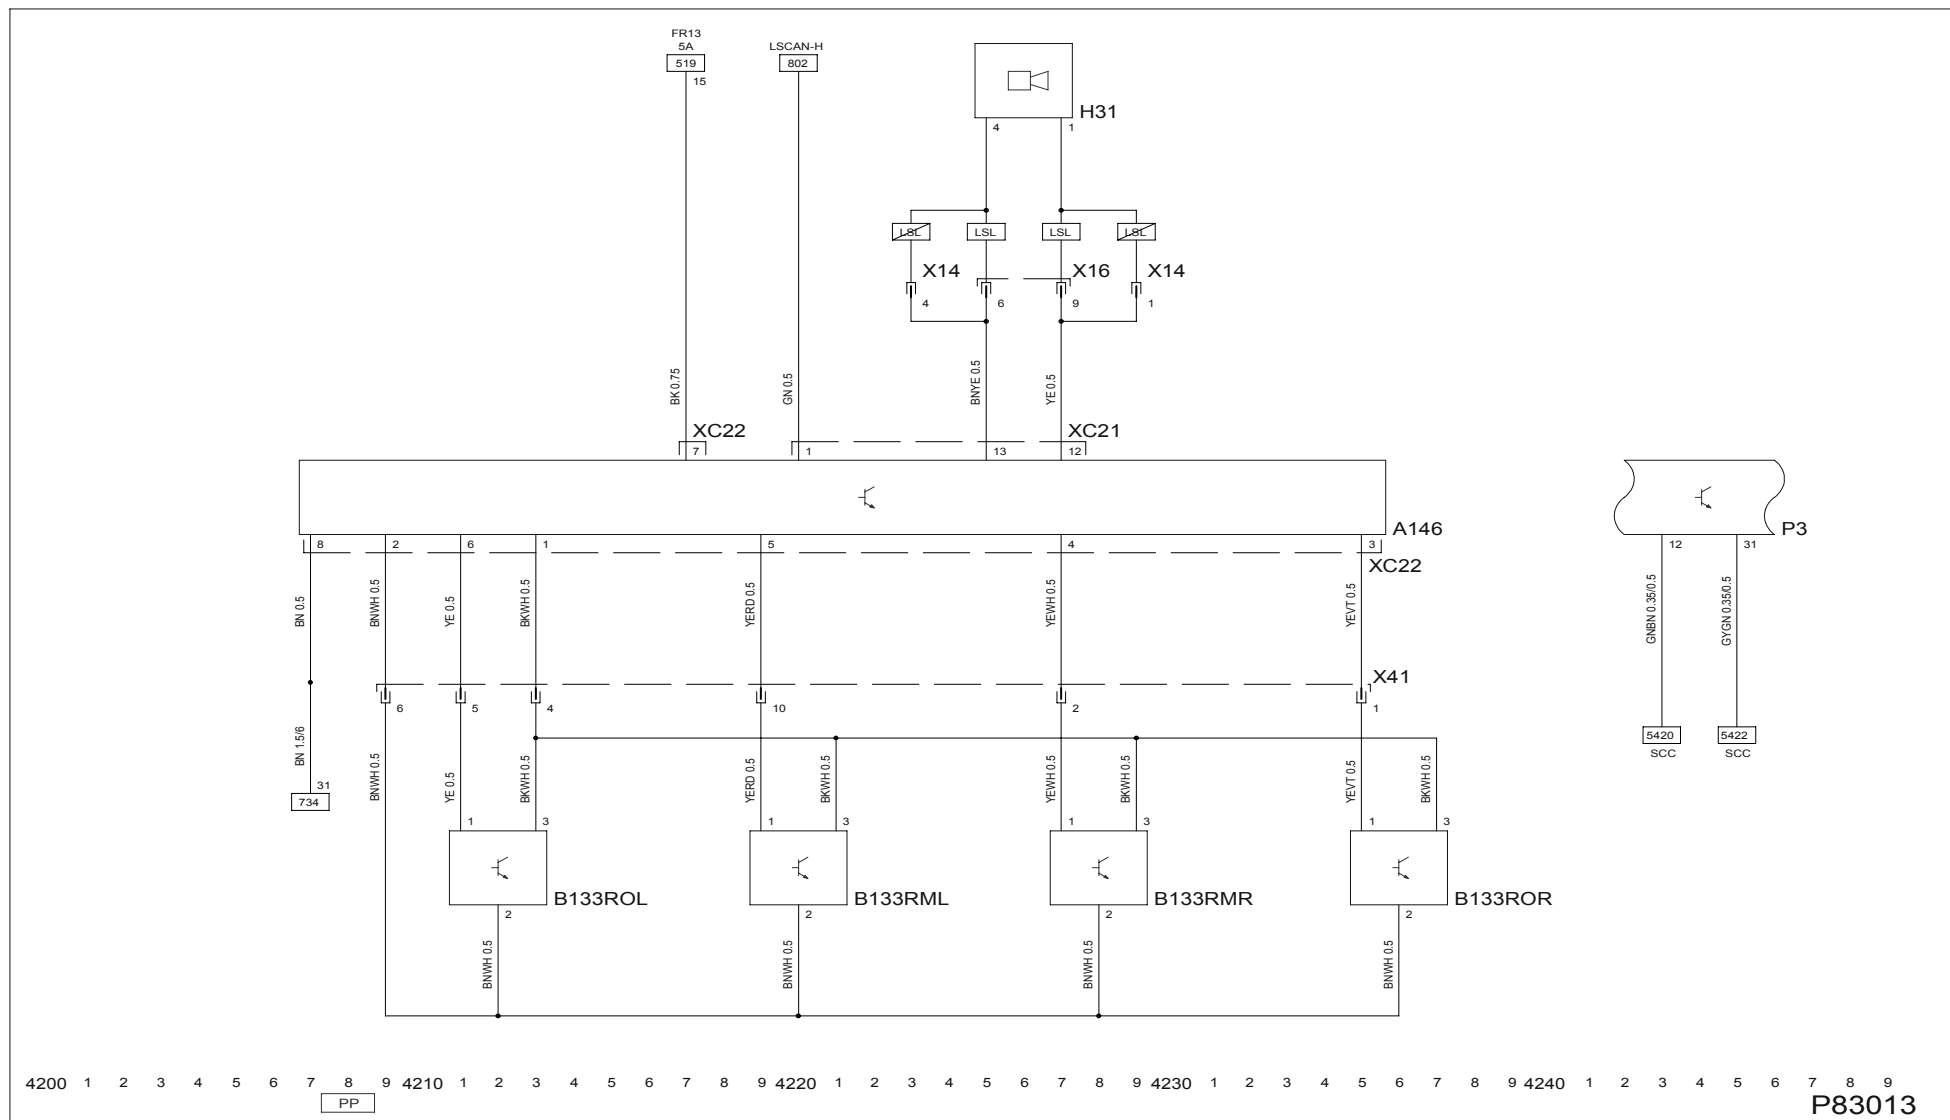 FR13
5A
LSCAN-H
519
802
15
H31
4 1
LSL LSL LSL LSL
X14 X16 X14
4 6 9 1
BK 0.75
GN 0.5
BNYE 0.5
YE 0.5
XC22 XC21
7 1 13 12
A146
P3
8 2 6 1 5 4 3
12 31
XC22
BN 0.5
BNWH 0.5
YE 0.5
BKWH 0.5
YERD 0.5
YEWH 0.5
YEVT 0.5
GNBN 0.35/0.5
GYGN 0.35/0.5
X41
6 5 4 10 2 1
5420 5422
SCC SCC
BN 1.5/6
BNWH 0.5
YE 0.5
BKWH 0.5
YERD 0.5
BKWH 0.5
YEWH 0.5
BKWH 0.5
YEVT 0.5
BKWH 0.5
31
734
1 3 1 3 1 3 1 3
B133ROL B133RML B133RMR B133ROR
2 2 2 2
BNWH 0.5
BNWH 0.5
BNWH 0.5
BNWH 0.5
4200 1 2 3 4 5 6 7 8 9 4210 1 2 3 4 5 6 7 8 9 4220 1 2 3 4 5 6 7 8 9 4230 1 2 3 4 5 6 7 8 9 4240 1 2 3 4 5 6 7 8 9
PP
P83013